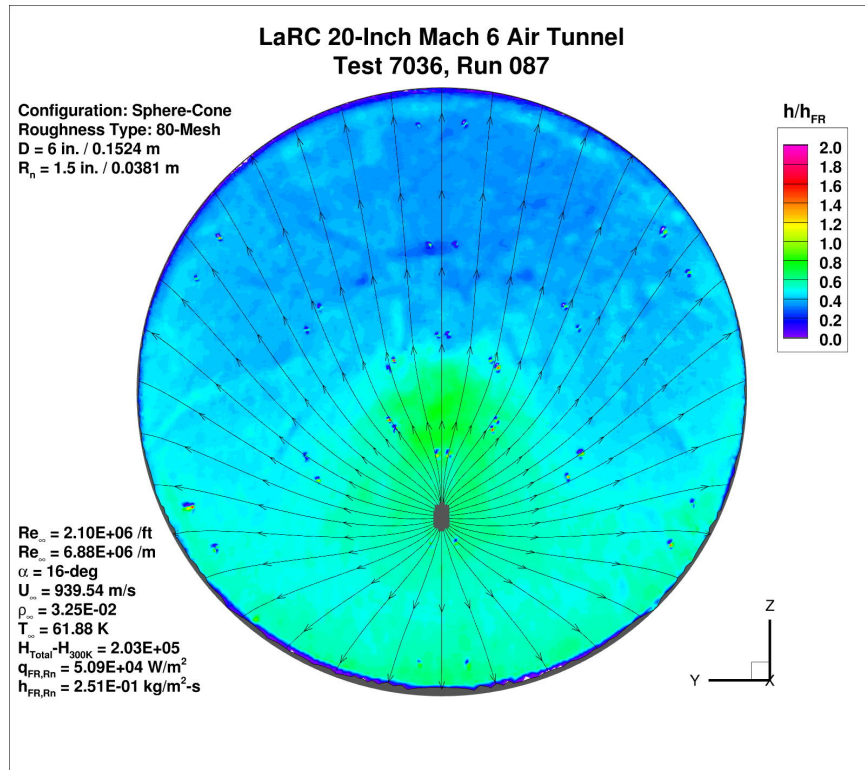 LaRC 20-Inch Mach 6 Air Tunnel
Test 7036, Run 087
Configuration: Sphere-Cone
Roughness Type: 80-Mesh
D = 6 in. / 0.1524 m
Rn = 1.5 in. / 0.0381 m
h/hFR
2.0
1.8
1.6
1.4
1.2
1.0
0.8
0.6
0.4
0.2
0.0
Re∞ = 2.10E+06 /ft
Re∞ = 6.88E+06 /m
α = 16-deg
U∞ = 939.54 m/s
ρ∞ = 3.25E-02
T∞ = 61.88 K
HTotal-H300K = 2.03E+05
qFR,Rn = 5.09E+04 W/m²
hFR,Rn = 2.51E-01 kg/m²-s
Z
Y
X